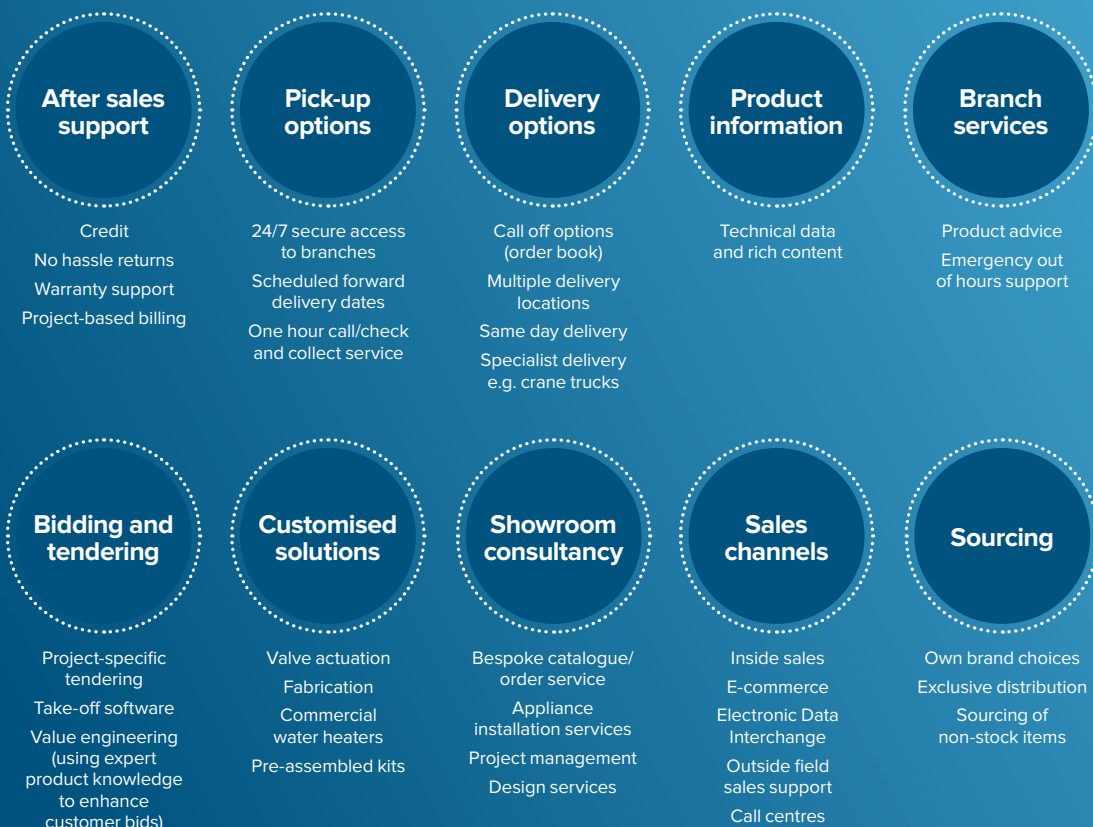 After sales
support
Credit
No hassle returns
Warranty support
Project-based billing
Pick-up
options
24/7 secure access
to branches
Scheduled forward
delivery dates
One hour call/check
and collect service
Delivery
options
Call off options
(order book)
Multiple delivery
locations
Same day delivery
Specialist delivery
e.g. crane trucks
Product
information
Technical data
and rich content
Branch
services
Product advice
Emergency out
of hours support
Bidding and
tendering
Project-specific
tendering
Take-off software
Value engineering
(using expert
product knowledge
to enhance
customer bids)
Customised
solutions
Valve actuation
Fabrication
Commercial
water heaters
Pre-assembled kits
Showroom
consultancy
Bespoke catalogue/
order service
Appliance
installation services
Project management
Design services
Sales
channels
Inside sales
E-commerce
Electronic Data
Interchange
Outside field
sales support
Call centres
Sourcing
Own brand choices
Exclusive distribution
Sourcing of
non-stock items